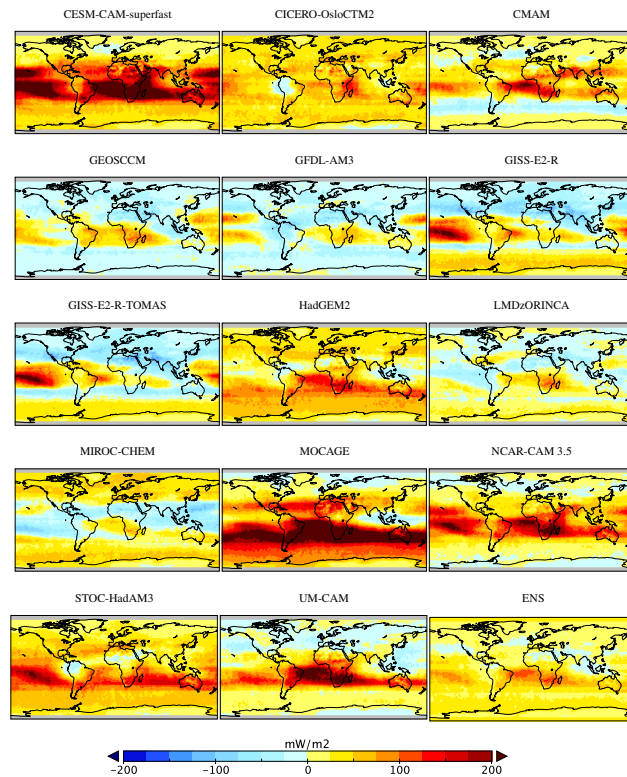 CESM-CAM-superfast CICERO-OsloCTM2 CMAM
GEOSCCM GFDL-AM3 GISS-E2-R
GISS-E2-R-TOMAS HadGEM2 LMDzORINCA
MIROC-CHEM MOCAGE NCAR-CAM 3.5
STOC-HadAM3 UM-CAM ENS
mW/m2
−200 −100 0 100 200